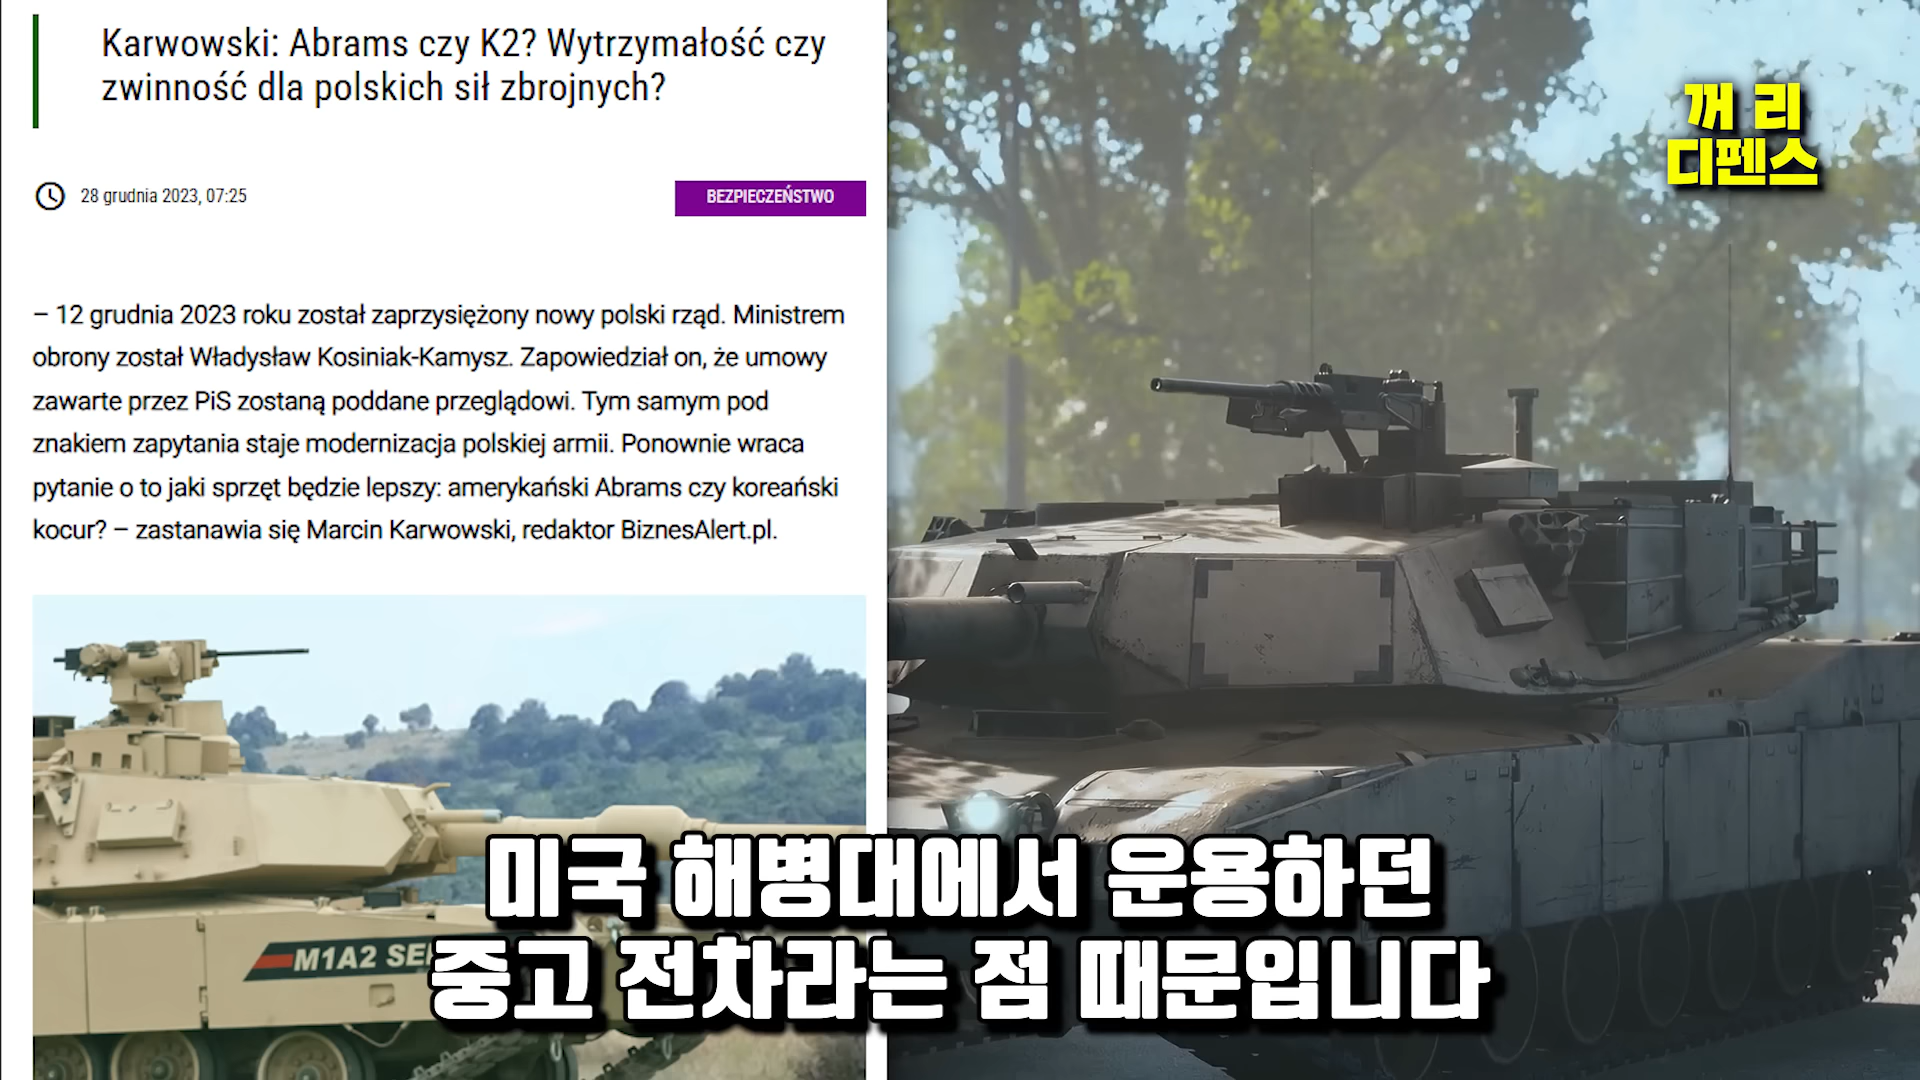 Karwowski: Abrams czy K2? Wytrzymałość czy
zwinność dla polskich sił zbrojnych?
28 grudnia 2023, 07:25
BEZPIECZEŃSTWO
– 12 grudnia 2023 roku został zaprzysiężony nowy polski rząd. Ministrem
obrony został Władysław Kosiniak-Kamysz. Zapowiedział on, że umowy
zawarte przez PiS zostaną poddane przeglądowi. Tym samym pod
znakiem zapytania staje modernizacja polskiej armii. Ponownie wraca
pytanie o to jaki sprzęt będzie lepszy: amerykański Abrams czy koreański
kocur? – zastanawia się Marcin Karwowski, redaktor BiznesAlert.pl.
M1A2
꺼리
디펜스
미국 해병대에서 운용하던
중고 전차라는 점 때문입니다